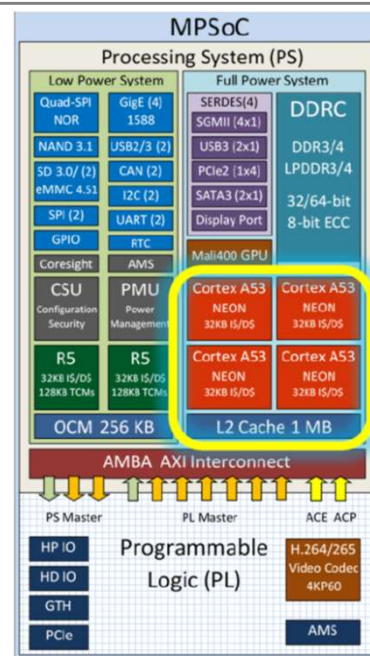 MPSoC
Processing System (PS)
Low Power System
Quad-SPI
NOR
NAND 3.1
SD 3.0/ (2)
eMMC 4.51
SPI (2)
GPIO
Coresight
CSU
Configuration
Security
R5
32KB I$/D$
128KB TCMs
GigE (4)
1588
USB2/3 (2)
CAN (2)
I2C (2)
UART (2)
RTC
AMS
PMU
Power
Management
R5
32KB I$/D$
128KB TCMs
OCM 256 KB
Full Power System
SERDES(4)
SGMII (4x1)
USB3 (2x1)
PCIe2 (1x4)
SATA3 (2x1)
Display Port
Mali400 GPU
DDRC
DDR3/4
LPDDR3/4
32/64-bit
8-bit ECC
Cortex A53
NEON
32KB I$/D$
Cortex A53
NEON
32KB I$/D$
Cortex A53
NEON
32KB I$/D$
Cortex A53
NEON
32KB I$/D$
L2 Cache 1 MB
AMBA AXI Interconnect
PS Master
PL Master
ACE ACP
HP IO
HD IO
GTH
PCIe
Programmable
Logic (PL)
H.264/265
Video Codec
4KP60
AMS